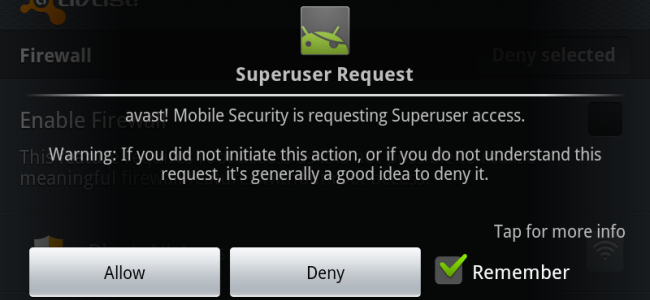 avast!
Firewall
Deny selected
Superuser Request
avast! Mobile Security is requesting Superuser access.
Enable Firewall
Warning: If you did not initiate this action, or if you do not understand this
request, it's generally a good idea to deny it.
This
meaningful firewall
Tap for more info
Allow
Deny
Remember